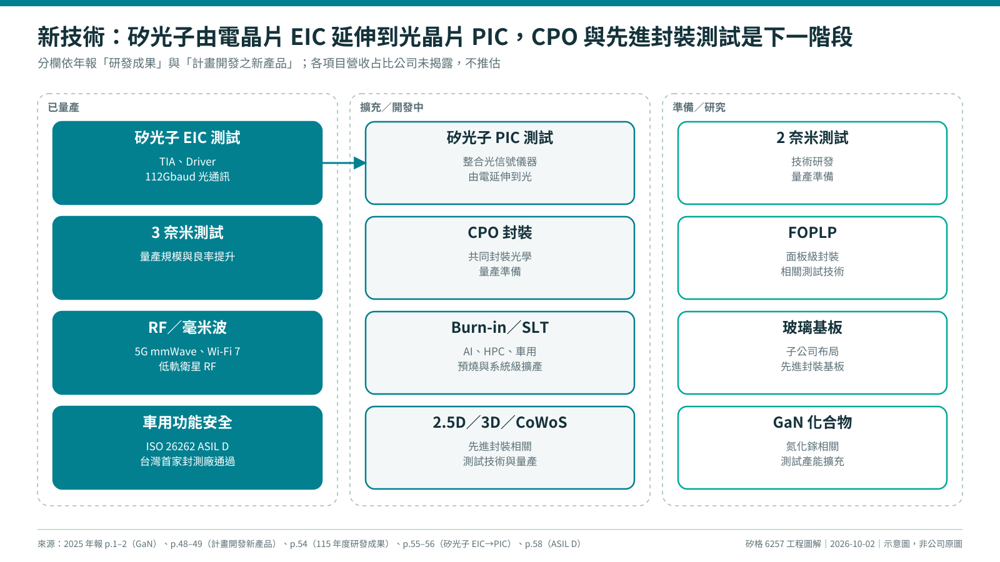 新技術：矽光子由電晶片 EIC 延伸到光晶片 PIC，CPO 與先進封裝測試是下一階段
分欄依年報「研發成果」與「計畫開發之新產品」；各項目營收占比公司未揭露，不推估
已量產
矽光子 EIC 測試
TIA、Driver
112Gbaud 光通訊
3 奈米測試
量產規模與良率提升
RF／毫米波
5G mmWave、Wi-Fi 7
低軌衛星 RF
車用功能安全
ISO 26262 ASIL D
台灣首家封測廠通過
擴充／開發中
矽光子 PIC 測試
整合光信號儀器
由電延伸到光
CPO 封裝
共同封裝光學
量產準備
Burn-in／SLT
AI、HPC、車用
預燒與系統級擴產
2.5D／3D／CoWoS
先進封裝相關
測試技術與量產
準備／研究
2 奈米測試
技術研發
量產準備
FOPLP
面板級封裝
相關測試技術
玻璃基板
子公司布局
先進封裝基板
GaN 化合物
氮化鎵相關
測試產能擴充
來源：2025 年報 p.1–2（GaN）、p.48–49（計畫開發新產品）、p.54（115 年度研發成果）、p.55–56（矽光子 EIC→PIC）、p.58（ASIL D）
矽格 6257 工程圖解｜2026-10-02｜示意圖，非公司原圖